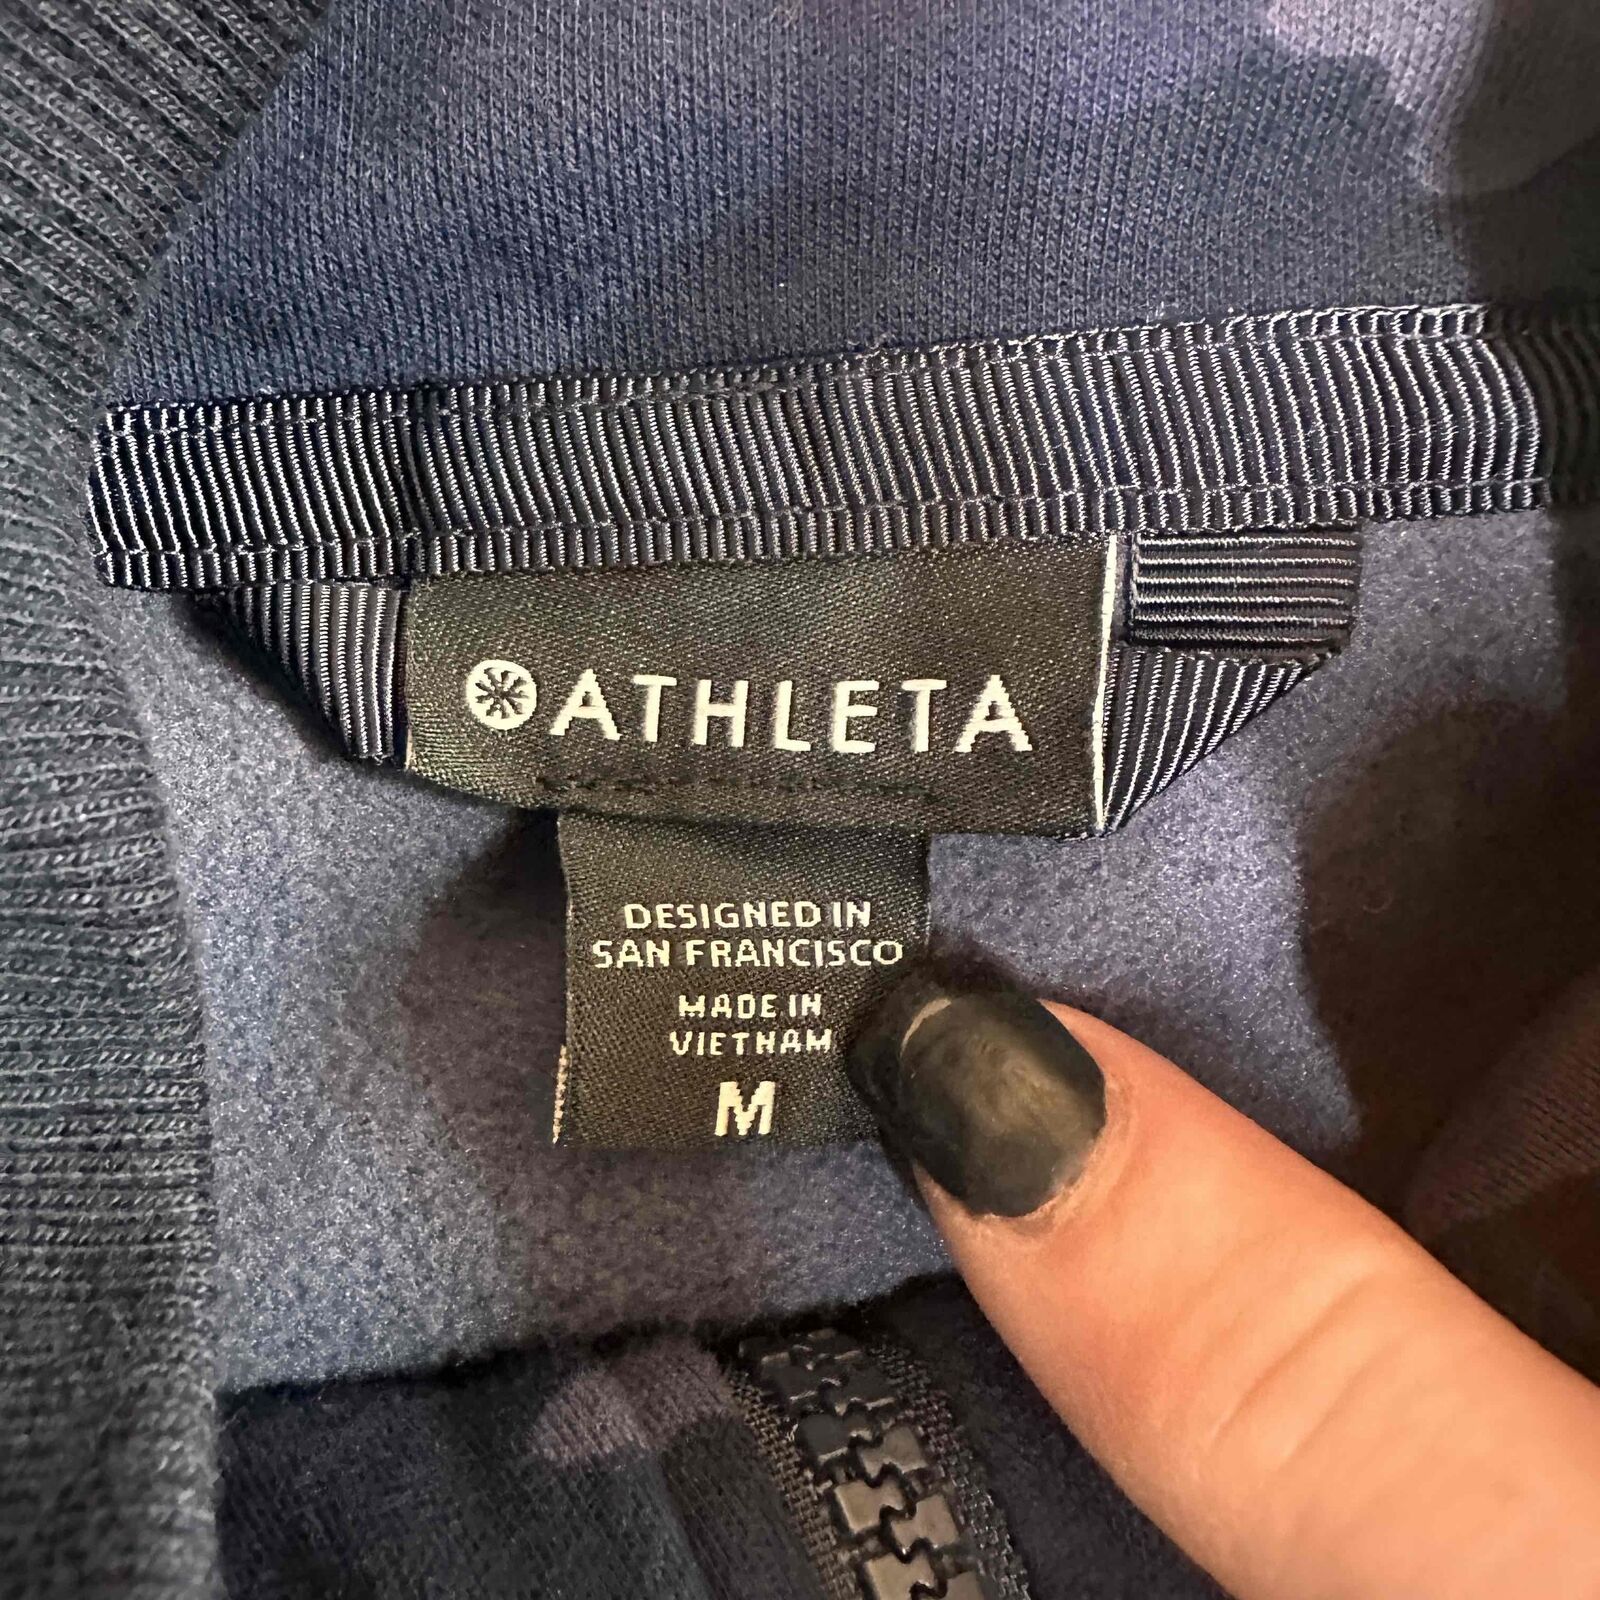 ATHLETA
DESIGNED IN
SAN FRANCISCO
MADE IN
VIETNAM
M